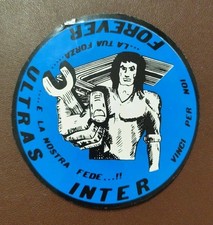 FOREVER
ULTRAS
INTER
...LA TUA FORZA...
...E LA NOSTRA
FEDE...!!
VINCI PER NOI